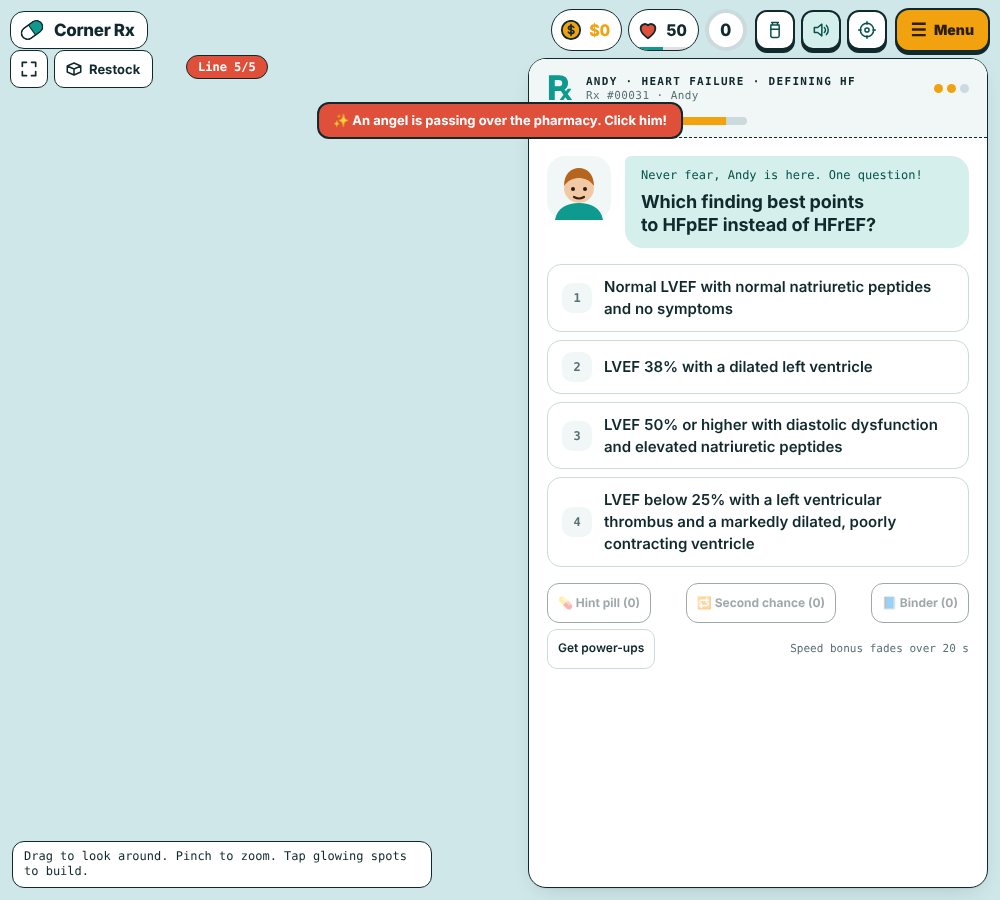 Corner Rx
$0
50
0
Menu
Restock
Line 5/5
ANDY · HEART FAILURE · DEFINING HF
Rx #00031 · Andy
✨ An angel is passing over the pharmacy. Click him!
Never fear, Andy is here. One question!
Which finding best points
to HFpEF instead of HFrEF?
1
Normal LVEF with normal natriuretic peptides
and no symptoms
2
LVEF 38% with a dilated left ventricle
3
LVEF 50% or higher with diastolic dysfunction
and elevated natriuretic peptides
4
LVEF below 25% with a left ventricular
thrombus and a markedly dilated, poorly
contracting ventricle
Hint pill (0)
Second chance (0)
Binder (0)
Get power-ups
Speed bonus fades over 20 s
Drag to look around. Pinch to zoom. Tap glowing spots
to build.